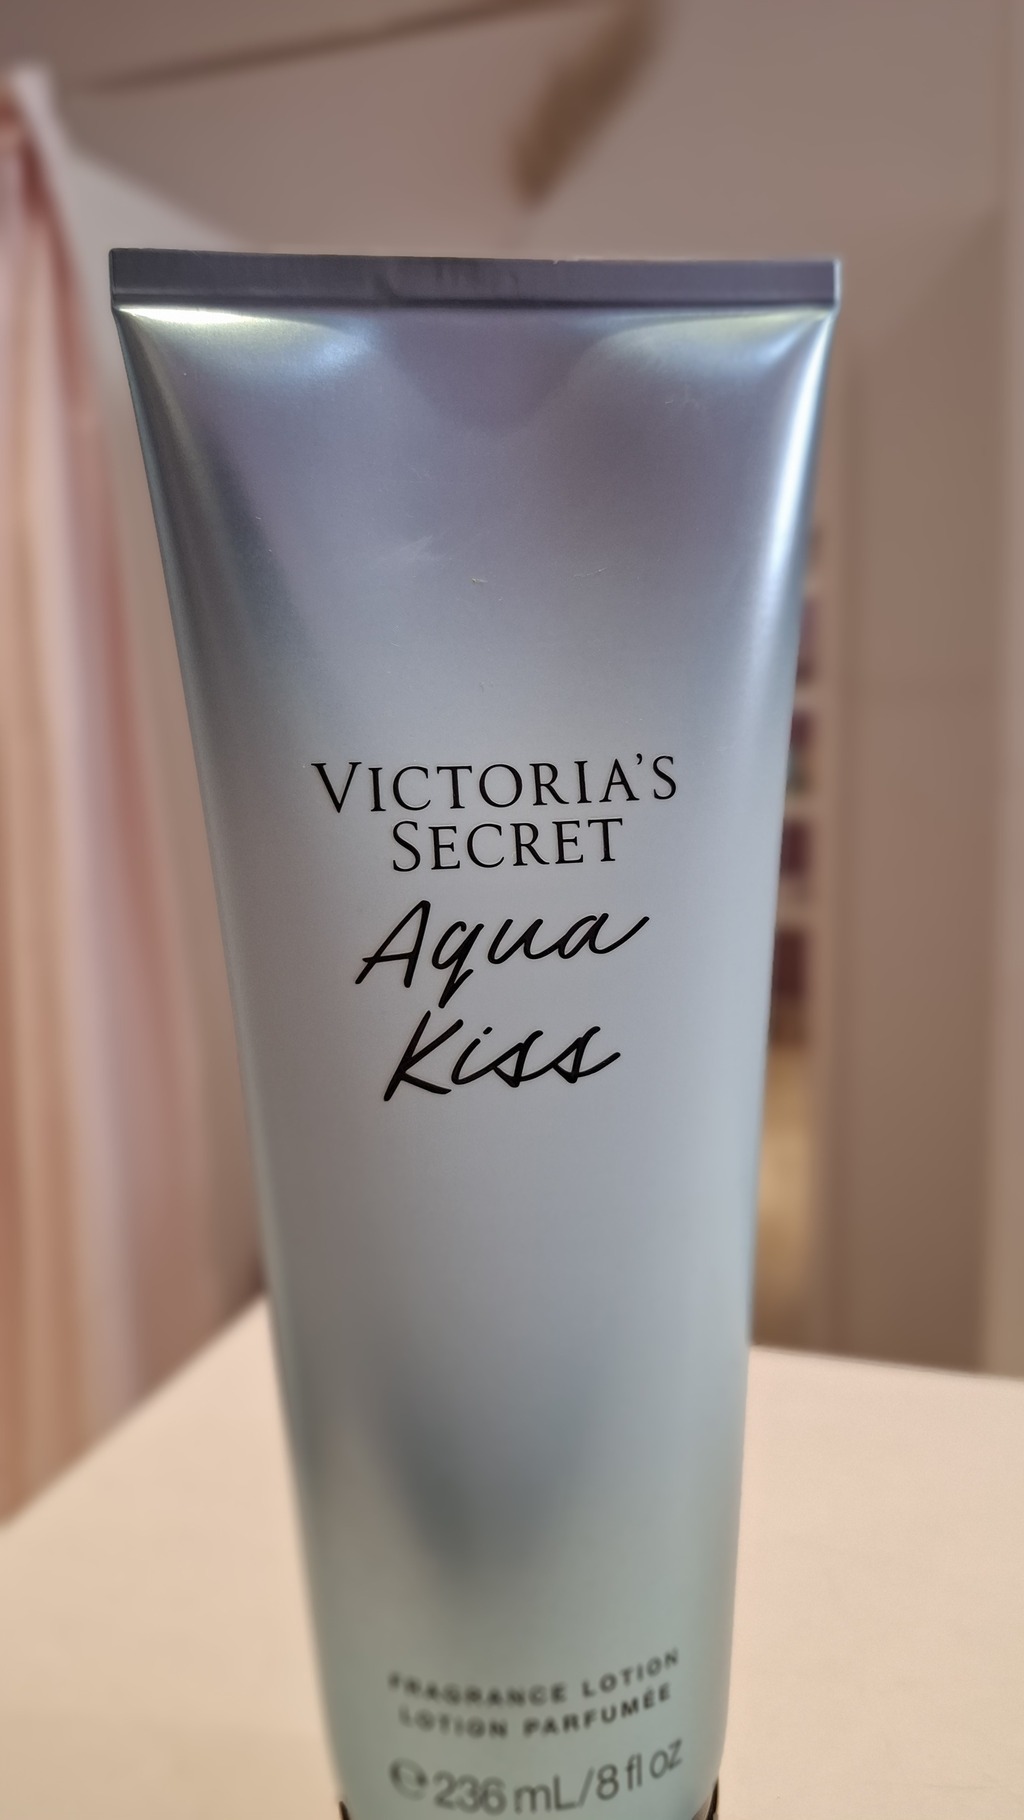 VICTORIA'S
SECRET
Aqua
Kiss
FRAGRANCE LOTION
LOTION PARFUMÉE
℮ 236 mL/8 fl oz